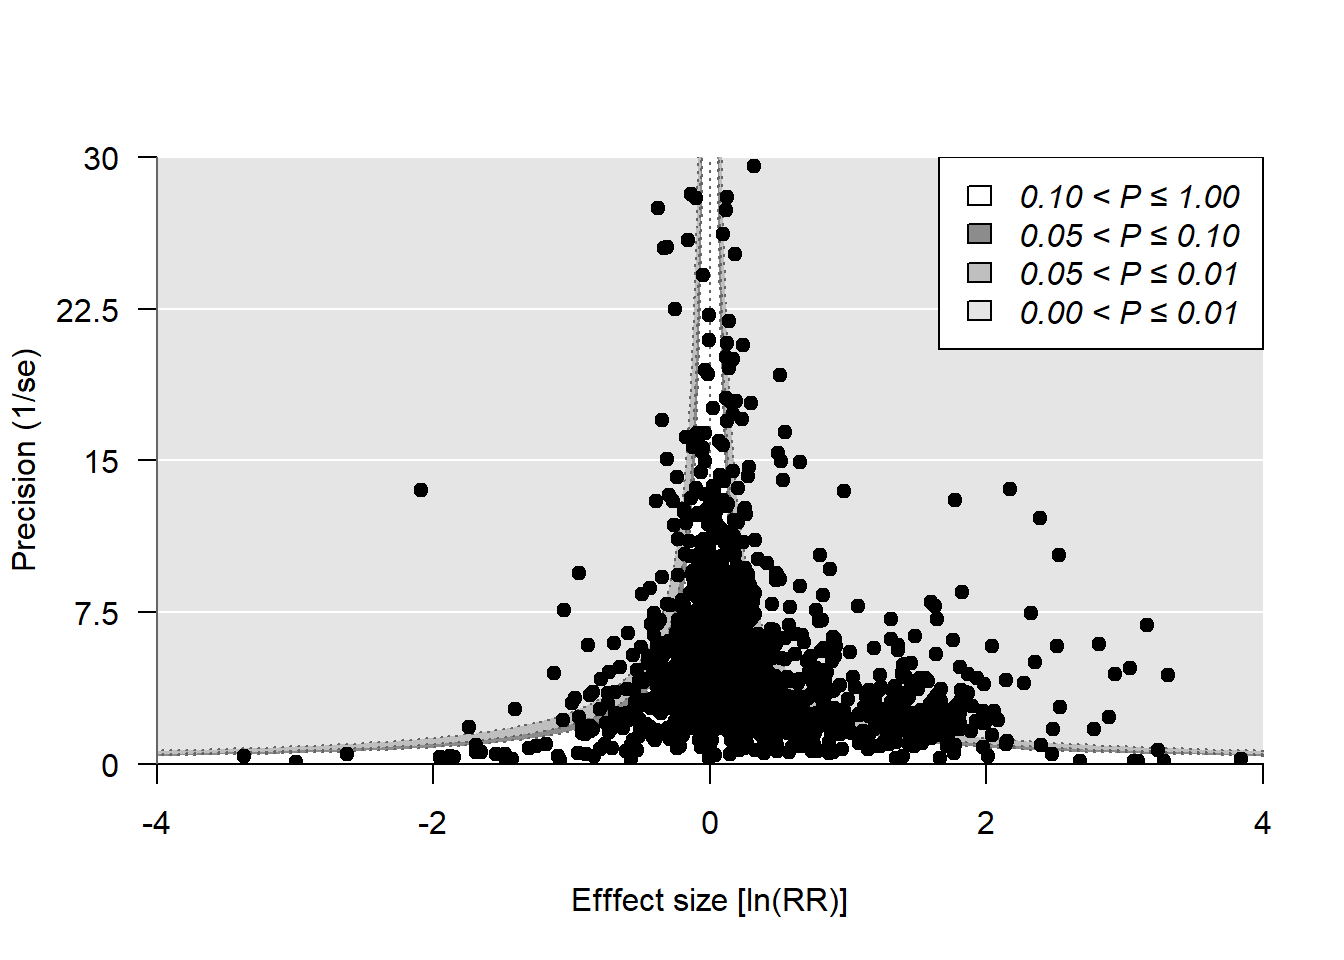 30
22.5
15
7.5
0
Precision (1/se)
0.10 < P ≤ 1.00
0.05 < P ≤ 0.10
0.05 < P ≤ 0.01
0.00 < P ≤ 0.01
-4
-2
0
2
4
Efffect size [ln(RR)]